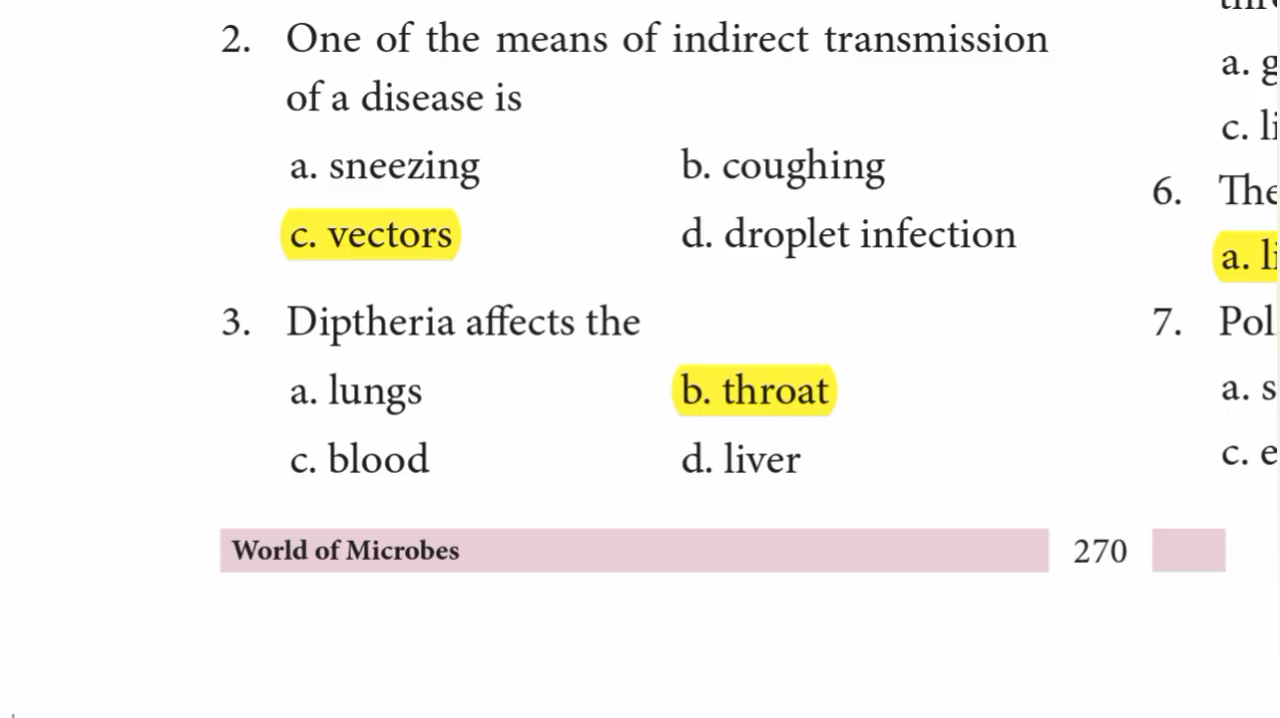 2. One of the means of indirect transmission
of a disease is
a. sneezing b. coughing
c. vectors d. droplet infection
3. Diptheria affects the
a. lungs b. throat
c. blood d. liver
World of Microbes 270
a.
c.
6. The
a.
7.
a.
c.